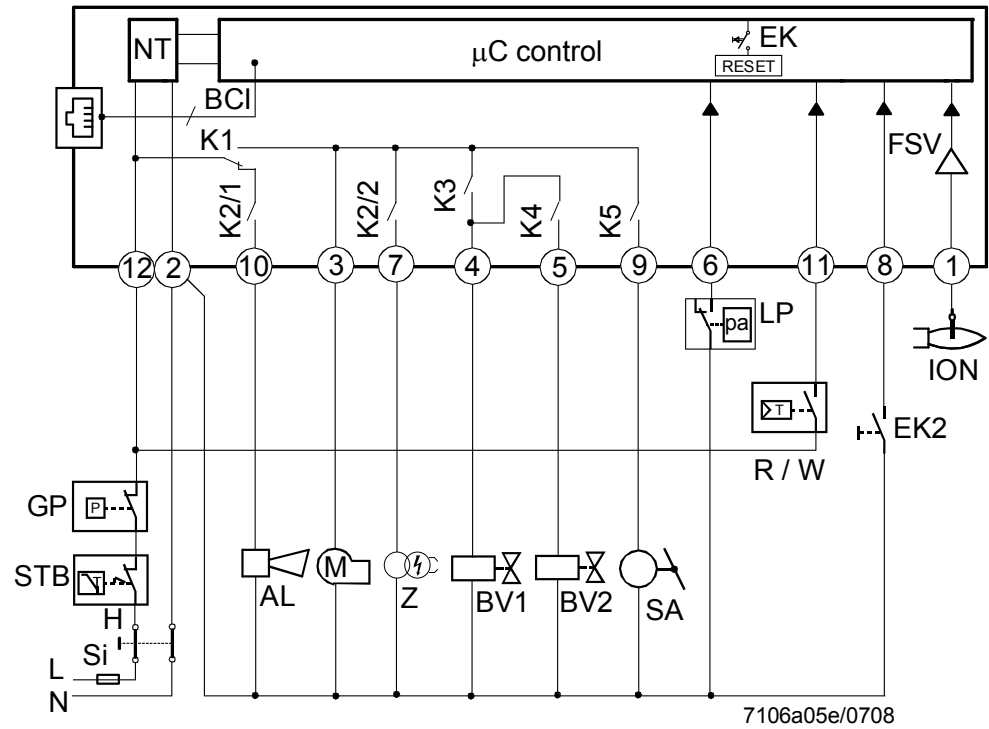 NT
μC control
EK
RESET
BCI
FSV
K1
K2/1
K2/2
K3
K4
K5
12
2
10
3
7
4
5
9
6
11
8
1
LP
pa
ION
T
EK2
R / W
GP
P
STB
T
H
AL
M
Z
BV1
BV2
SA
Si
L
N
7106a05e/0708